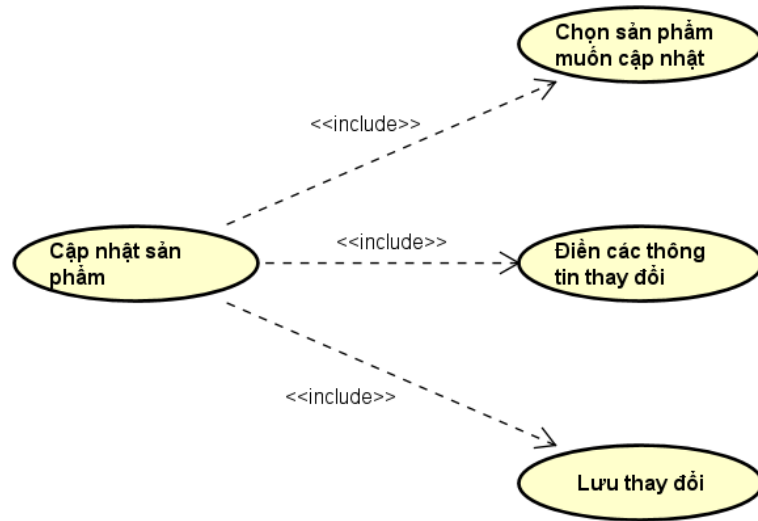 Chọn sản phẩm
muốn cập nhật
<<include>>
Cập nhật sản
phẩm
<<include>>
Điền các thông
tin thay đổi
<<include>>
Lưu thay đổi